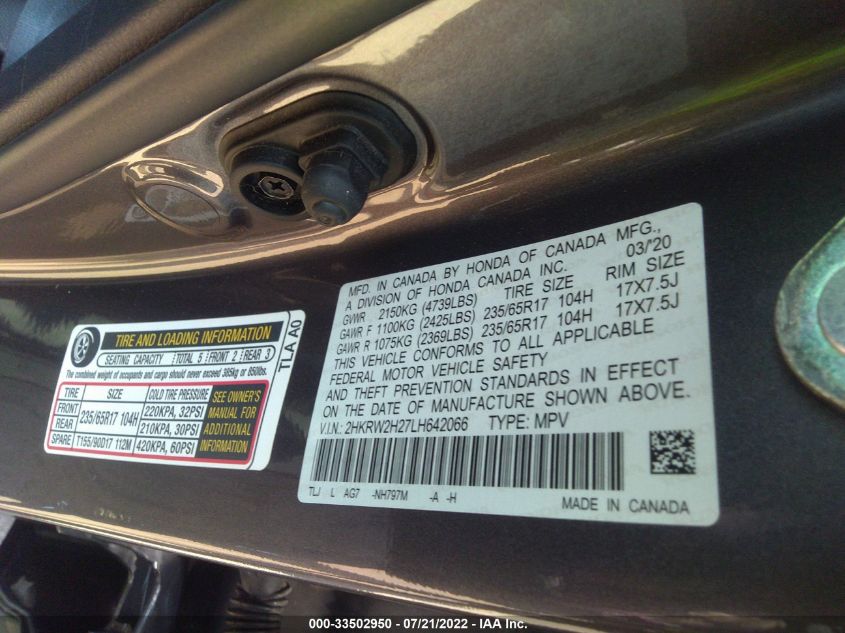 MFD. IN CANADA BY HONDA OF CANADA MFG.,
A DIVISION OF HONDA CANADA INC. 03/'20
GVWR 2150KG (4739LBS) TIRE SIZE RIM SIZE
GAWR F 1100KG (2425LBS) 235/65R17 104H 17X7.5J
GAWR R 1075KG (2369LBS) 235/65R17 104H 17X7.5J
THIS VEHICLE CONFORMS TO ALL APPLICABLE
FEDERAL MOTOR VEHICLE SAFETY
AND THEFT PREVENTION STANDARDS IN EFFECT
ON THE DATE OF MANUFACTURE SHOWN ABOVE.
V.I.N: 2HKRW2H27LH642066 TYPE: MPV
TLJ L AG7 -NH797M -A -H
MADE IN CANADA
TIRE AND LOADING INFORMATION
SEATING CAPACITY TOTAL 5 FRONT 2 REAR 3
The combined weight of occupants and cargo should never exceed 385kg or 850lbs.
TIRE SIZE COLD TIRE PRESSURE
FRONT 235/65R17 104H 220KPA, 32PSI
REAR 210KPA, 30PSI
SPARE T155/90D17 112M 420KPA, 60PSI
SEE OWNER'S
MANUAL FOR
ADDITIONAL
INFORMATION
TLA A0
000-33502950 - 07/21/2022 - IAA Inc.